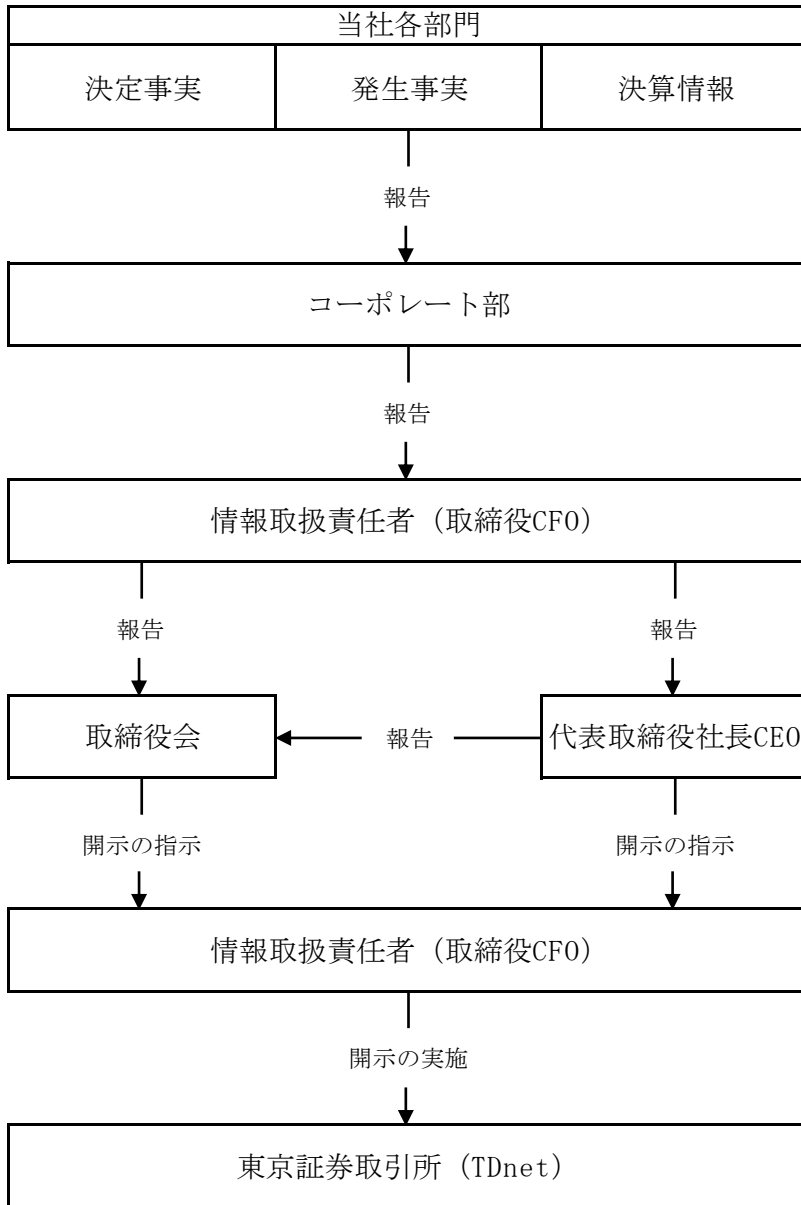 当社各部門
決定事実
発生事実
決算情報
報告
コーポレート部
報告
情報取扱責任者（取締役CFO）
報告
報告
取締役会
報告
代表取締役社長CEO
開示の指示
開示の指示
情報取扱責任者（取締役CFO）
開示の実施
東京証券取引所（TDnet）